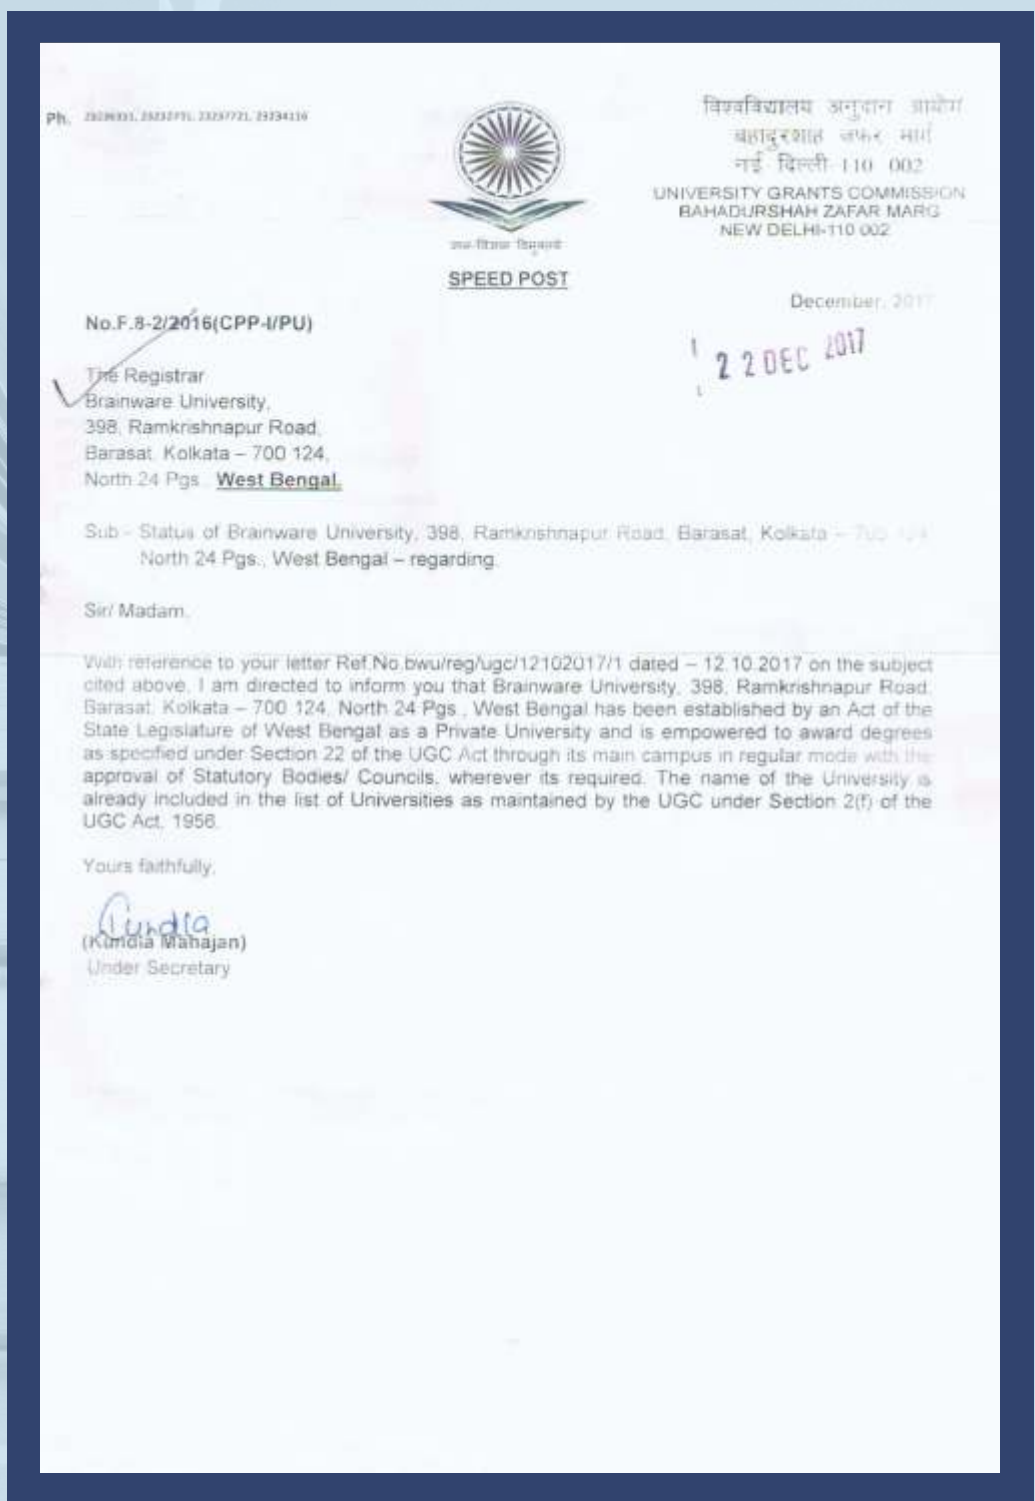 Ph. 23236351, 23232701, 23237721, 23234116
विश्वविद्यालय अनुदान आयोग
बहादुरशाह जफर मार्ग
नई दिल्ली-110 002
UNIVERSITY GRANTS COMMISSION
BAHADURSHAH ZAFAR MARG
NEW DELHI-110 002
ज्ञान-विज्ञान विमुक्तये
SPEED POST
December, 2017
No.F.8-2/2016(CPP-I/PU)
2 2 DEC 2017
The Registrar
Brainware University,
398, Ramkrishnapur Road,
Barasat, Kolkata – 700 124,
North 24 Pgs., West Bengal.
Sub:- Status of Brainware University, 398, Ramkrishnapur Road, Barasat, Kolkata – 700 124,
North 24 Pgs., West Bengal – regarding.
Sir/ Madam,
With reference to your letter Ref.No.bwu/reg/ugc/12102017/1 dated – 12.10.2017 on the subject
cited above, I am directed to inform you that Brainware University, 398, Ramkrishnapur Road,
Barasat, Kolkata – 700 124, North 24 Pgs., West Bengal has been established by an Act of the
State Legislature of West Bengal as a Private University and is empowered to award degrees
as specified under Section 22 of the UGC Act through its main campus in regular mode with the
approval of Statutory Bodies/ Councils, wherever its required. The name of the University is
already included in the list of Universities as maintained by the UGC under Section 2(f) of the
UGC Act, 1956.
Yours faithfully,
(Kundla Mahajan)
Under Secretary